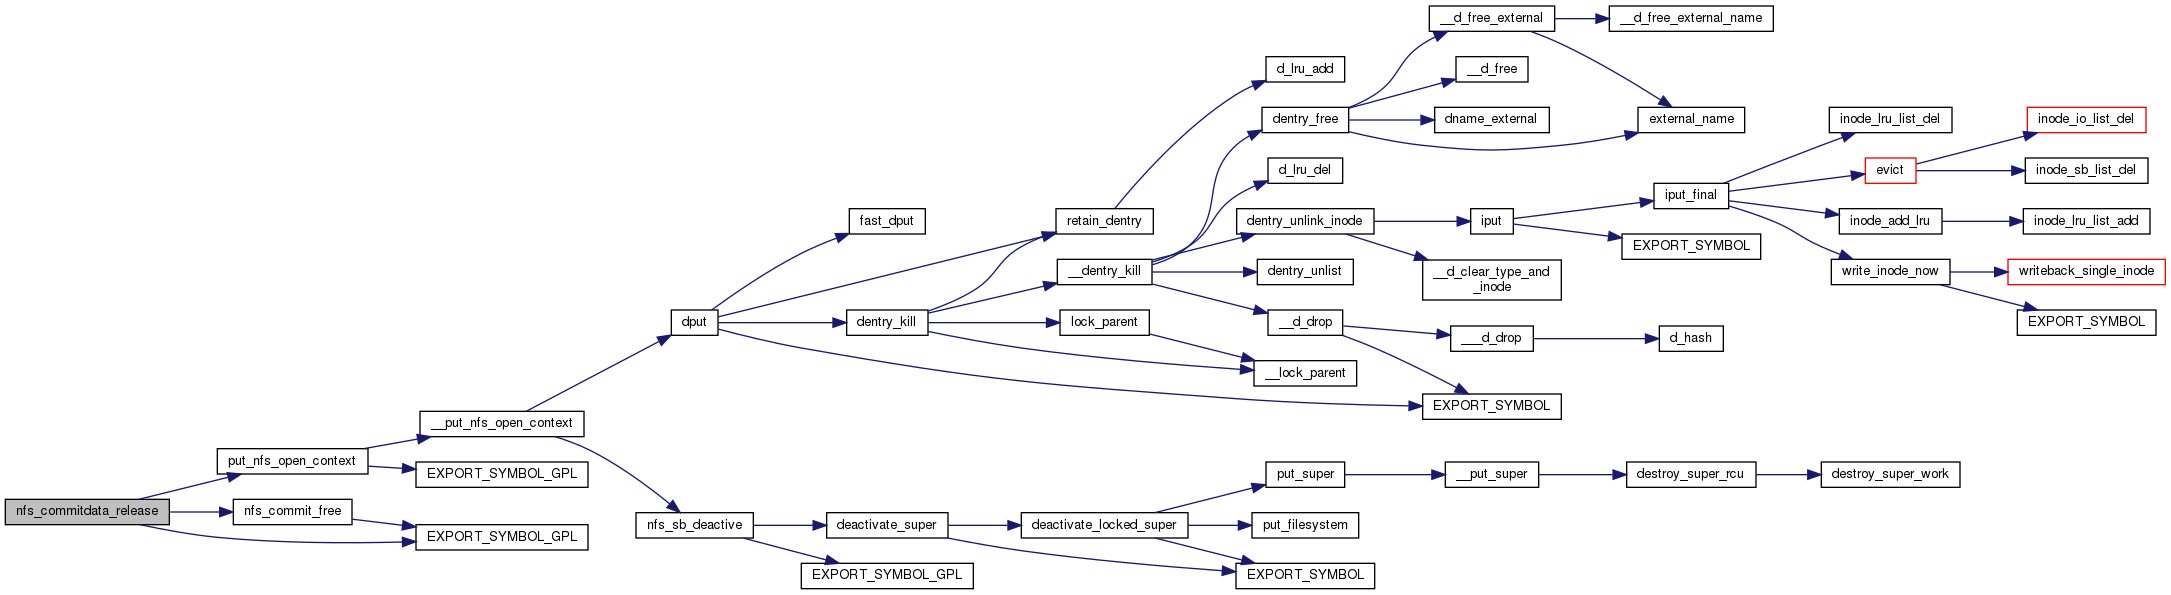 __d_free_external
__d_free_external_name
d_lru_add
__d_free
dentry_free
dname_external
external_name
inode_lru_list_del
inode_io_list_del
d_lru_del
evict
inode_sb_list_del
iput_final
fast_dput
retain_dentry
dentry_unlink_inode
iput
inode_add_lru
inode_lru_list_add
EXPORT_SYMBOL
__dentry_kill
dentry_unlist
__d_clear_type_and
_inode
write_inode_now
writeback_single_inode
dput
dentry_kill
lock_parent
__d_drop
___d_drop
d_hash
EXPORT_SYMBOL
__lock_parent
EXPORT_SYMBOL
__put_nfs_open_context
put_nfs_open_context
EXPORT_SYMBOL_GPL
put_super
__put_super
destroy_super_rcu
destroy_super_work
nfs_commitdata_release
nfs_commit_free
nfs_sb_deactive
deactivate_super
deactivate_locked_super
put_filesystem
EXPORT_SYMBOL_GPL
EXPORT_SYMBOL_GPL
EXPORT_SYMBOL